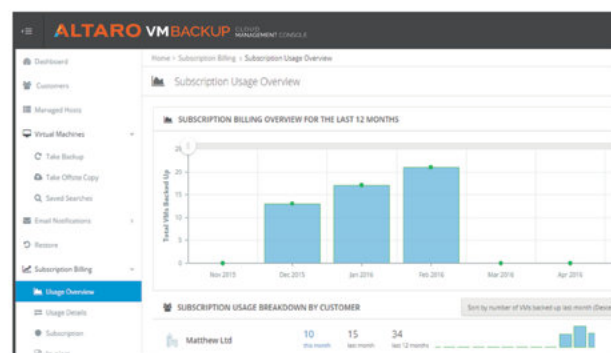 ALTARO VMBACKUP CLOUD MANAGEMENT CONSOLE
Dashboard
Customers
Managed Hosts
Virtual Machines
Take Backup
Take Offsite Copy
Saved Searches
Email Notifications
Restore
Subscription Billing
Usage Overview
Usage Details
Subscription
Home > Subscription Billing > Subscription Usage Overview
Subscription Usage Overview
SUBSCRIPTION BILLING OVERVIEW FOR THE LAST 12 MONTHS
Total VMs Backed Up
25
20
15
10
5
0
Nov 2015 Dec 2015 Jan 2016 Feb 2016 Mar 2016 Apr 2016
SUBSCRIPTION USAGE BREAKDOWN BY CUSTOMER
Sort by number of VMs backed up last month
Matthew Ltd
10 15 34
this month last month last 12 months